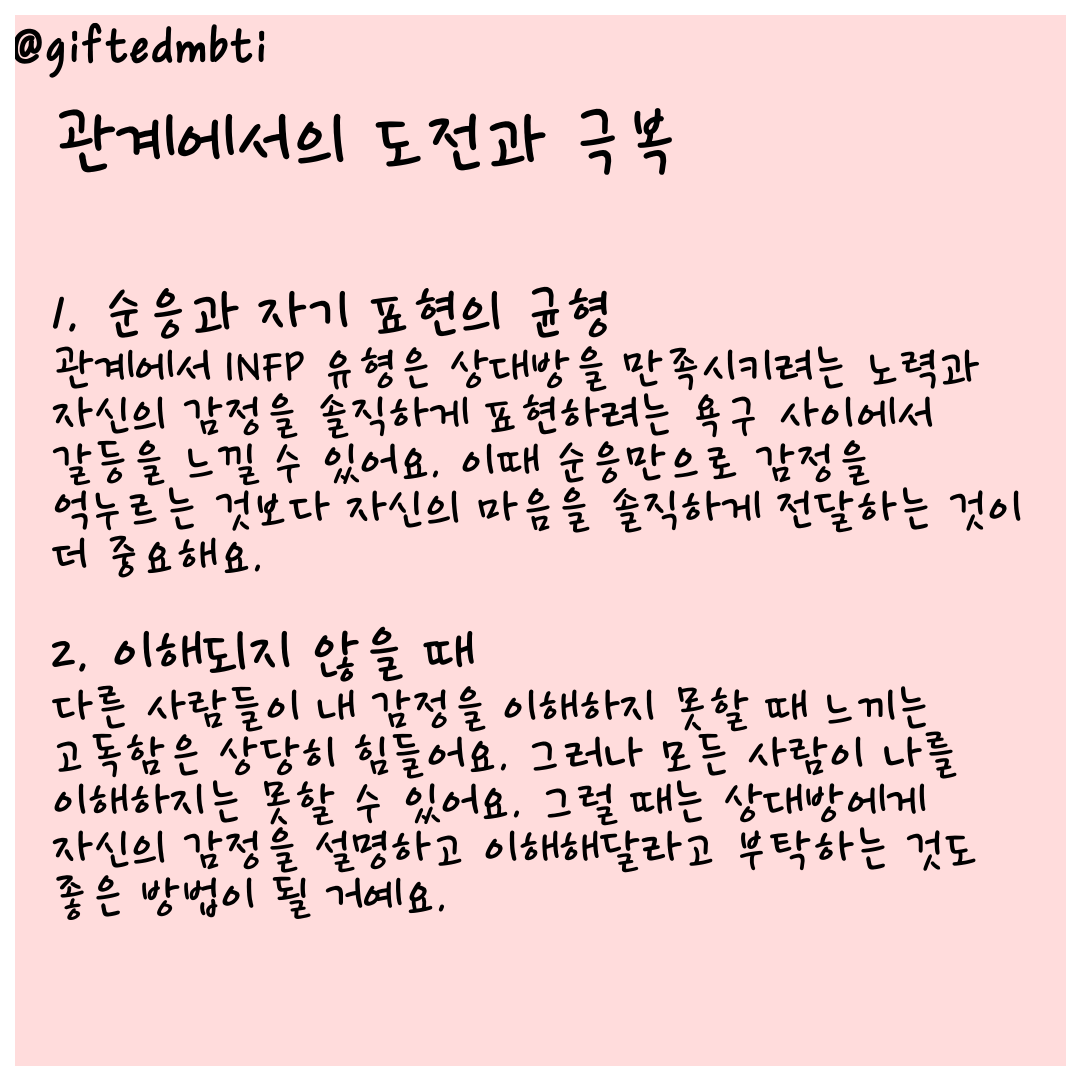 @giftedmbti
관계에서의 도전과 극복
1. 순응과 자기 표현의 균형
관계에서 INFP 유형은 상대방을 만족시키려는 노력과
자신의 감정을 솔직하게 표현하려는 욕구 사이에서
갈등을 느낄 수 있어요. 이때 순응만으로 감정을
억누르는 것보다 자신의 마음을 솔직하게 전달하는 것이
더 중요해요.
2. 이해되지 않을 때
다른 사람들이 내 감정을 이해하지 못할 때 느끼는
고독함은 상당히 힘들어요. 그러나 모든 사람이 나를
이해하지는 못할 수 있어요. 그럴 때는 상대방에게
자신의 감정을 설명하고 이해해달라고 부탁하는 것도
좋은 방법이 될 거예요.